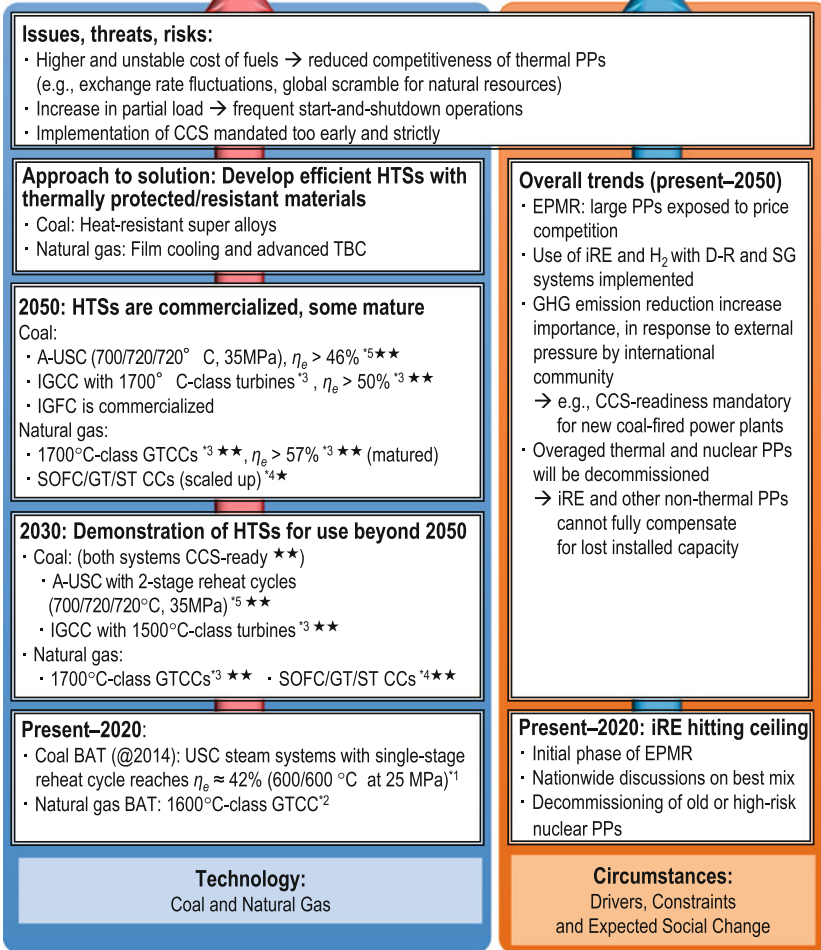 Issues, threats, risks:
· Higher and unstable cost of fuels → reduced competitiveness of thermal PPs
(e.g., exchange rate fluctuations, global scramble for natural resources)
· Increase in partial load → frequent start-and-shutdown operations
· Implementation of CCS mandated too early and strictly
Approach to solution: Develop efficient HTSs with
thermally protected/resistant materials
· Coal: Heat-resistant super alloys
· Natural gas: Film cooling and advanced TBC
2050: HTSs are commercialized, some mature
Coal:
· A-USC (700/720/720° C, 35MPa), ηe > 46% *5★★
· IGCC with 1700° C-class turbines *3 , ηe > 50% *3 ★★
· IGFC is commercialized
Natural gas:
· 1700°C-class GTCCs *3 ★★, ηe > 57% *3 ★★ (matured)
· SOFC/GT/ST CCs (scaled up) *4★
2030: Demonstration of HTSs for use beyond 2050
· Coal: (both systems CCS-ready ★★)
· A-USC with 2-stage reheat cycles
(700/720/720°C, 35MPa) *5 ★★
· IGCC with 1500°C-class turbines *3 ★★
· Natural gas:
· 1700°C-class GTCCs*3 ★★ · SOFC/GT/ST CCs *4★★
Present–2020:
· Coal BAT (@2014): USC steam systems with single-stage
reheat cycle reaches ηe ≈ 42% (600/600 °C at 25 MPa)*1
· Natural gas BAT: 1600°C-class GTCC*2
Technology:
Coal and Natural Gas
Overall trends (present–2050)
· EPMR: large PPs exposed to price
competition
· Use of iRE and H2 with D-R and SG
systems implemented
· GHG emission reduction increase
importance, in response to external
pressure by international
community
→ e.g., CCS-readiness mandatory
for new coal-fired power plants
· Overaged thermal and nuclear PPs
will be decommissioned
→ iRE and other non-thermal PPs
cannot fully compensate
for lost installed capacity
Present–2020: iRE hitting ceiling
· Initial phase of EPMR
· Nationwide discussions on best mix
· Decommissioning of old or high-risk
nuclear PPs
Circumstances:
Drivers, Constraints
and Expected Social Change